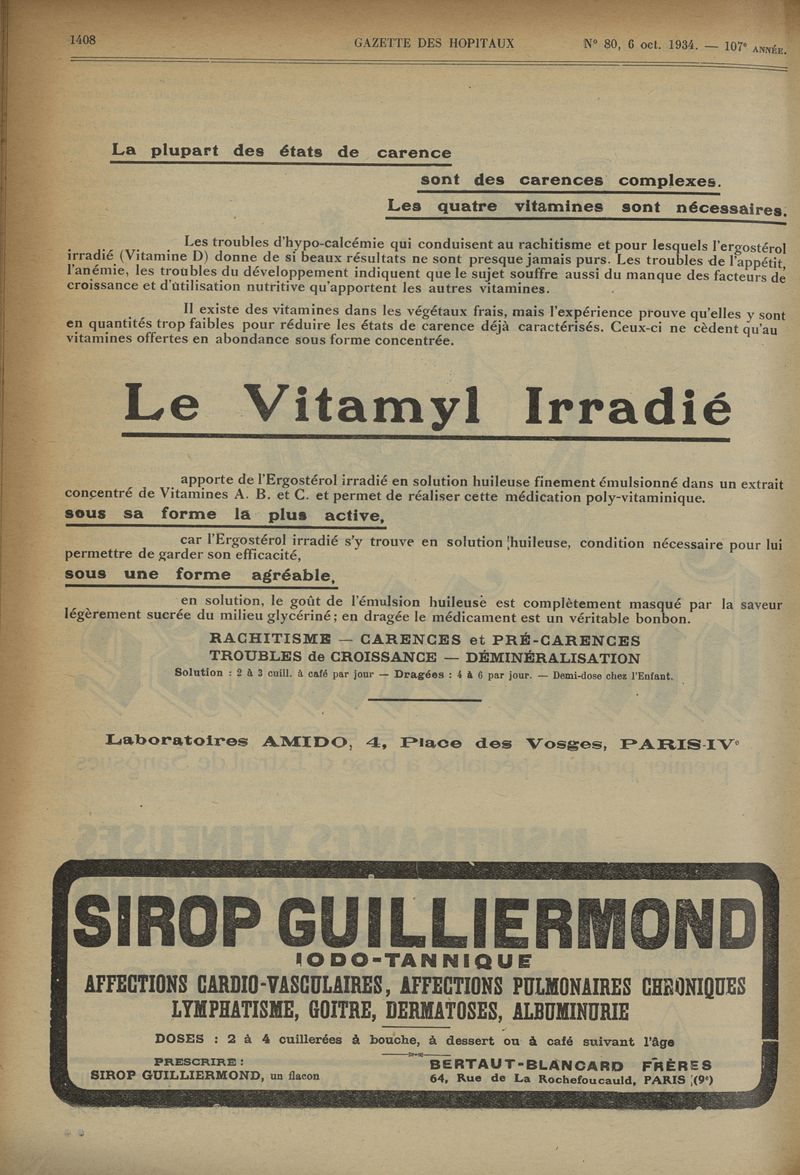 1408
GAZETTE DES HOPITAUX
N° 80, 6 oct. 1934. — 107e ANNÉE.
La plupart des états de carence
sont des carences complexes.
Les quatre vitamines sont nécessaires.
Les troubles d'hypo-calcémie qui conduisent au rachitisme et pour lesquels l'ergostérol
irradié (Vitamine D) donne de si beaux résultats ne sont presque jamais purs. Les troubles de l'appétit,
l'anémie, les troubles du développement indiquent que le sujet souffre aussi du manque des facteurs de
croissance et d'utilisation nutritive qu'apportent les autres vitamines.
Il existe des vitamines dans les végétaux frais, mais l'expérience prouve qu'elles y sont
en quantités trop faibles pour réduire les états de carence déjà caractérisés. Ceux-ci ne cèdent qu'au
vitamines offertes en abondance sous forme concentrée.
Le Vitamyl Irradié
apporte de l'Ergostérol irradié en solution huileuse finement émulsionné dans un extrait
concentré de Vitamines A. B. et C. et permet de réaliser cette médication poly-vitaminique.
sous sa forme la plus active,
car l'Ergostérol irradié s'y trouve en solution huileuse, condition nécessaire pour lui
permettre de garder son efficacité,
sous une forme agréable,
en solution, le goût de l'émulsion huileuse est complètement masqué par la saveur
légèrement sucrée du milieu glycériné; en dragée le médicament est un véritable bonbon.
RACHITISME — CARENCES et PRÉ-CARENCES
TROUBLES de CROISSANCE — DÉMINÉRALISATION
Solution : 2 à 3 cuill. à café par jour — Dragées : 4 à 6 par jour. — Demi-dose chez l'Enfant.
Laboratoires AMIDO, 4, Place des Vosges, PARIS-IVe
SIROP GUILLIERMOND
IODO-TANNIQUE
AFFECTIONS CARDIO-VASCULAIRES, AFFECTIONS PULMONAIRES CHRONIQUES
LYMPHATISME, GOITRE, DERMATOSES, ALBUMINURIE
DOSES : 2 à 4 cuillerées à bouche, à dessert ou à café suivant l'âge
PRESCRIRE :
SIROP GUILLIERMOND, un flacon
BERTAUT-BLANCARD FRÈRES
64, Rue de La Rochefoucauld, PARIS (9e)